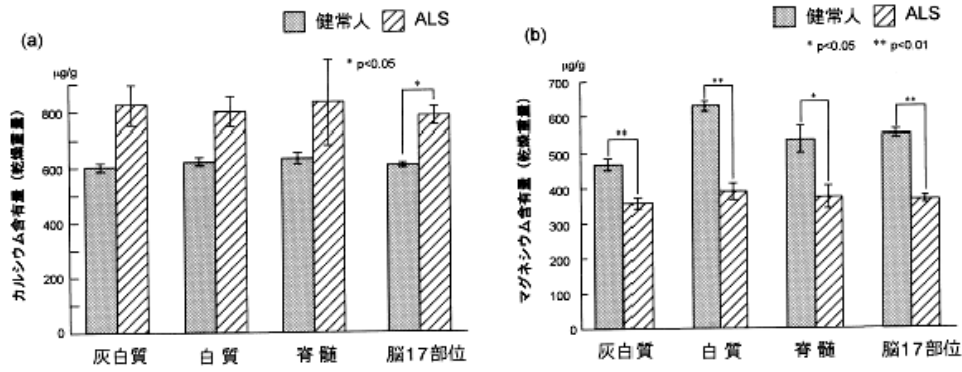 (a)
健常人 ALS
* p<0.05
μg/g
カルシウム含有量 (乾燥重量)
800
600
400
200
0
*
灰白質 白質 脊髄 脳17部位
(b)
健常人 ALS
* p<0.05 ** p<0.01
μg/g
マグネシウム含有量 (乾燥重量)
700
600
500
400
300
200
100
0
**
**
*
**
灰白質 白質 脊髄 脳17部位